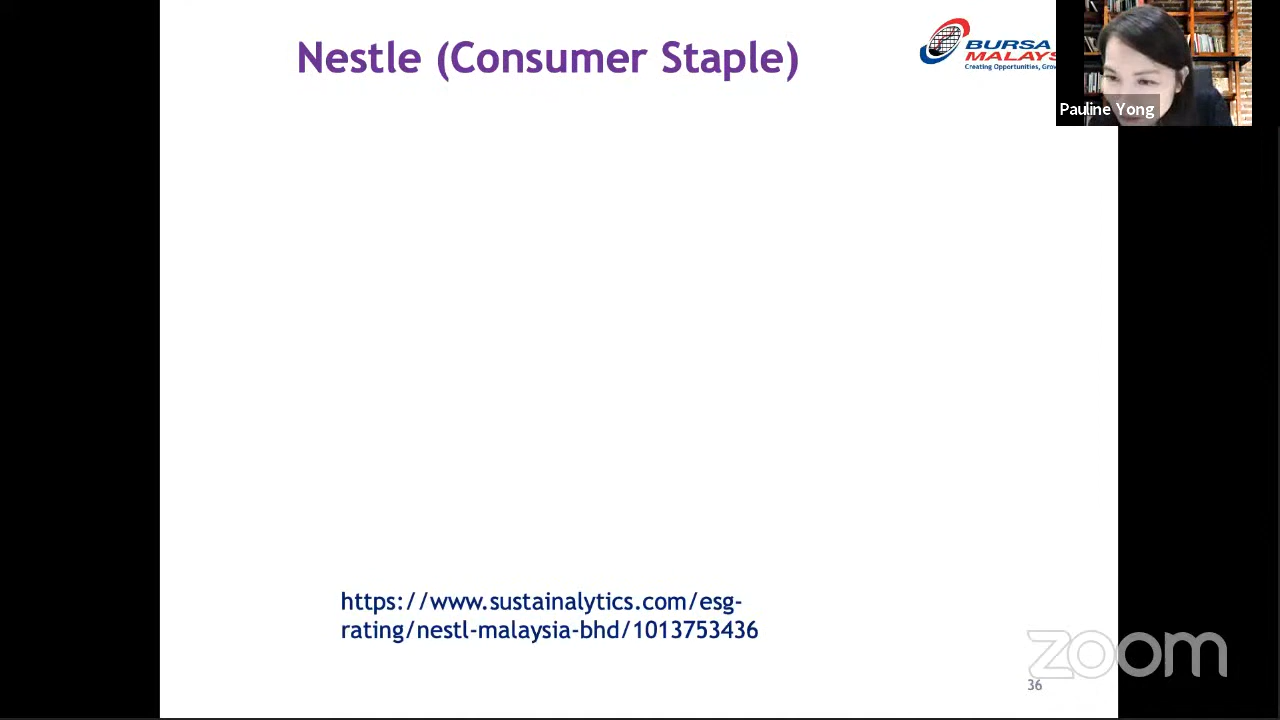 Nestle (Consumer Staple)
BURSA
MALAYS
Creating Opportunities, Grow
Pauline Yong
https://www.sustainalytics.com/esg-
rating/nestl-malaysia-bhd/1013753436
zoom
36